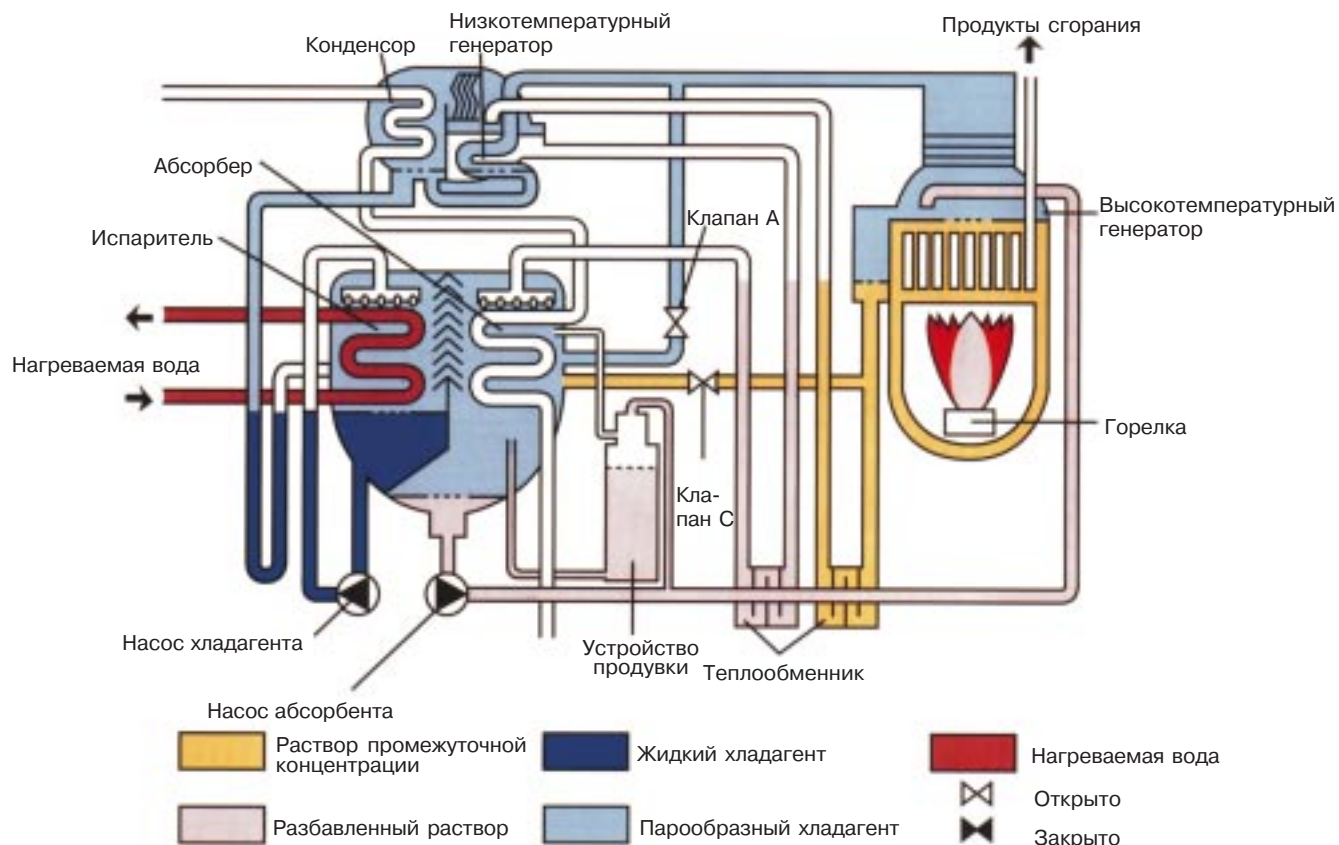 Продукты сгорания
Низкотемпературный
генератор
Конденсор
Абсорбер
Клапан А
Высокотемпературный
генератор
Испаритель
Нагреваемая вода
Горелка
Кла-
пан С
Насос хладагента
Устройство
продувки
Теплообменник
Насос абсорбента
Раствор промежуточной
концентрации
Жидкий хладагент
Нагреваемая вода
Открыто
Разбавленный раствор
Парообразный хладагент
Закрыто